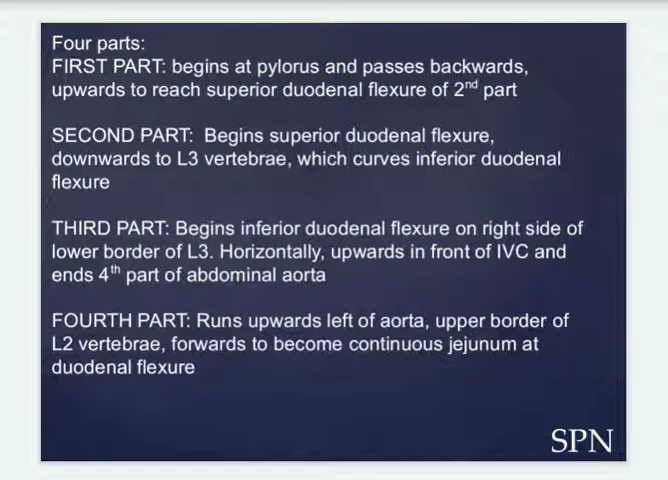 Four parts:
FIRST PART: begins at pylorus and passes backwards,
upwards to reach superior duodenal flexure of 2nd part
SECOND PART: Begins superior duodenal flexure,
downwards to L3 vertebrae, which curves inferior duodenal
flexure
THIRD PART: Begins inferior duodenal flexure on right side of
lower border of L3. Horizontally, upwards in front of IVC and
ends 4th part of abdominal aorta
FOURTH PART: Runs upwards left of aorta, upper border of
L2 vertebrae, forwards to become continuous jejunum at
duodenal flexure
SPN